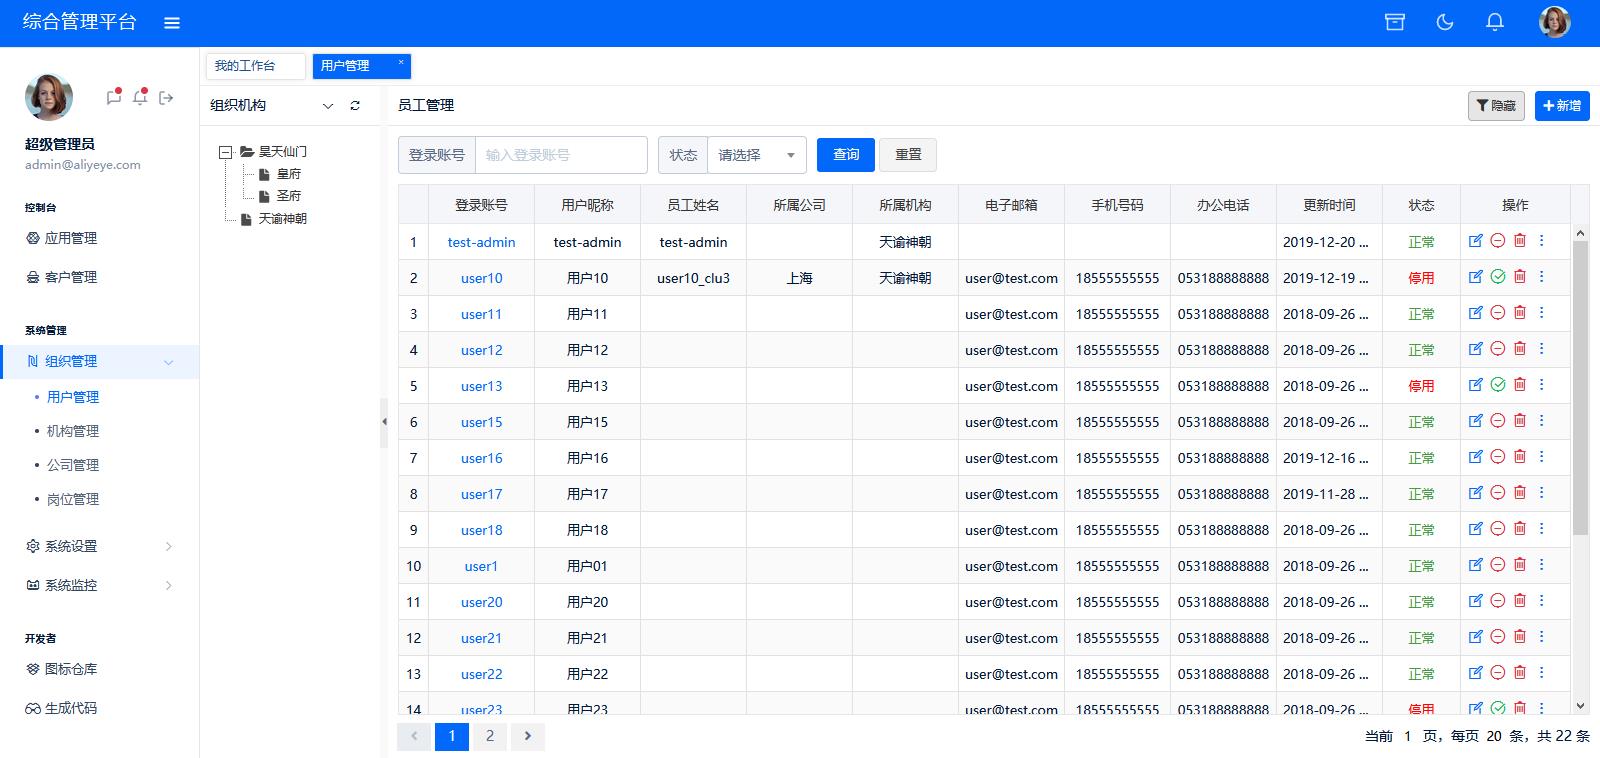 综合管理平台
我的工作台
用户管理
×
超级管理员
admin@aliyeye.com
控制台
应用管理
客户管理
系统管理
组织管理
用户管理
机构管理
公司管理
岗位管理
系统设置
系统监控
开发者
图标仓库
生成代码
组织机构
昊天仙门
皇府
圣府
天谕神朝
员工管理
隐藏
新增
登录账号 输入登录账号 状态 请选择 查询 重置
登录账号 用户昵称 员工姓名 所属公司 所属机构 电子邮箱 手机号码 办公电话 更新时间 状态 操作
1 test-admin test-admin test-admin 天谕神朝 2019-12-20 ... 正常
2 user10 用户10 user10_clu3 上海 天谕神朝 user@test.com 18555555555 053188888888 2019-12-19 ... 停用
3 user11 用户11 user@test.com 18555555555 053188888888 2018-09-26 ... 正常
4 user12 用户12 user@test.com 18555555555 053188888888 2018-09-26 ... 正常
5 user13 用户13 user@test.com 18555555555 053188888888 2018-09-26 ... 停用
6 user15 用户15 user@test.com 18555555555 053188888888 2018-09-26 ... 正常
7 user16 用户16 user@test.com 18555555555 053188888888 2019-12-16 ... 正常
8 user17 用户17 user@test.com 18555555555 053188888888 2019-11-28 ... 正常
9 user18 用户18 user@test.com 18555555555 053188888888 2018-09-26 ... 正常
10 user1 用户01 user@test.com 18555555555 053188888888 2018-09-26 ... 正常
11 user20 用户20 user@test.com 18555555555 053188888888 2018-09-26 ... 正常
12 user21 用户21 user@test.com 18555555555 053188888888 2018-09-26 ... 正常
13 user22 用户22 user@test.com 18555555555 053188888888 2018-09-26 ... 正常
14 user23 用户23 user@test.com 18555555555 053188888888 2018-09-26 ... 停用
1 2
当前 1 页，每页 20 条，共 22 条